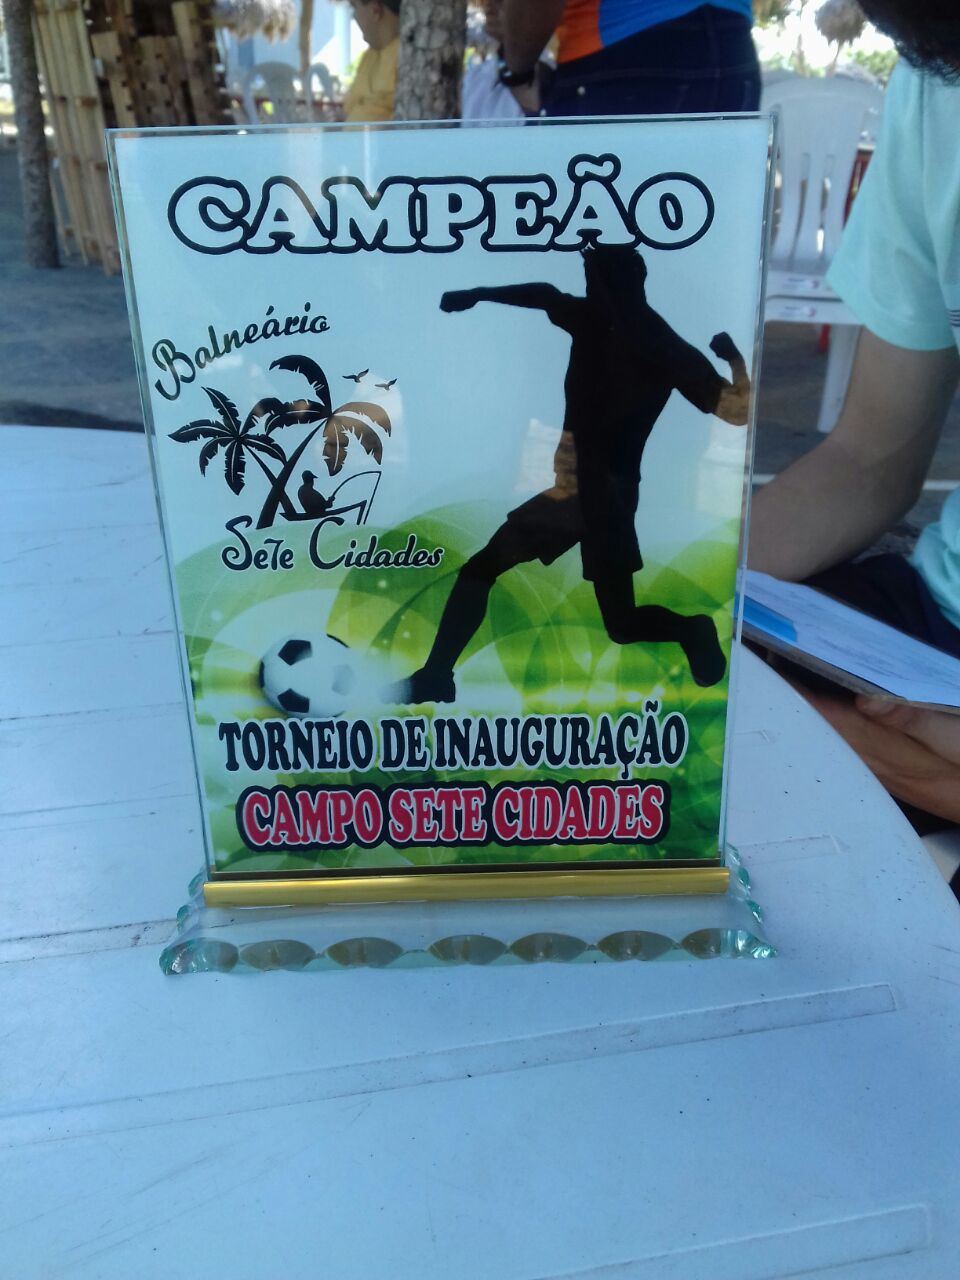 CAMPEÃO
Balneário
Sete Cidades
TORNEIO DE INAUGURAÇÃO
CAMPO SETE CIDADES